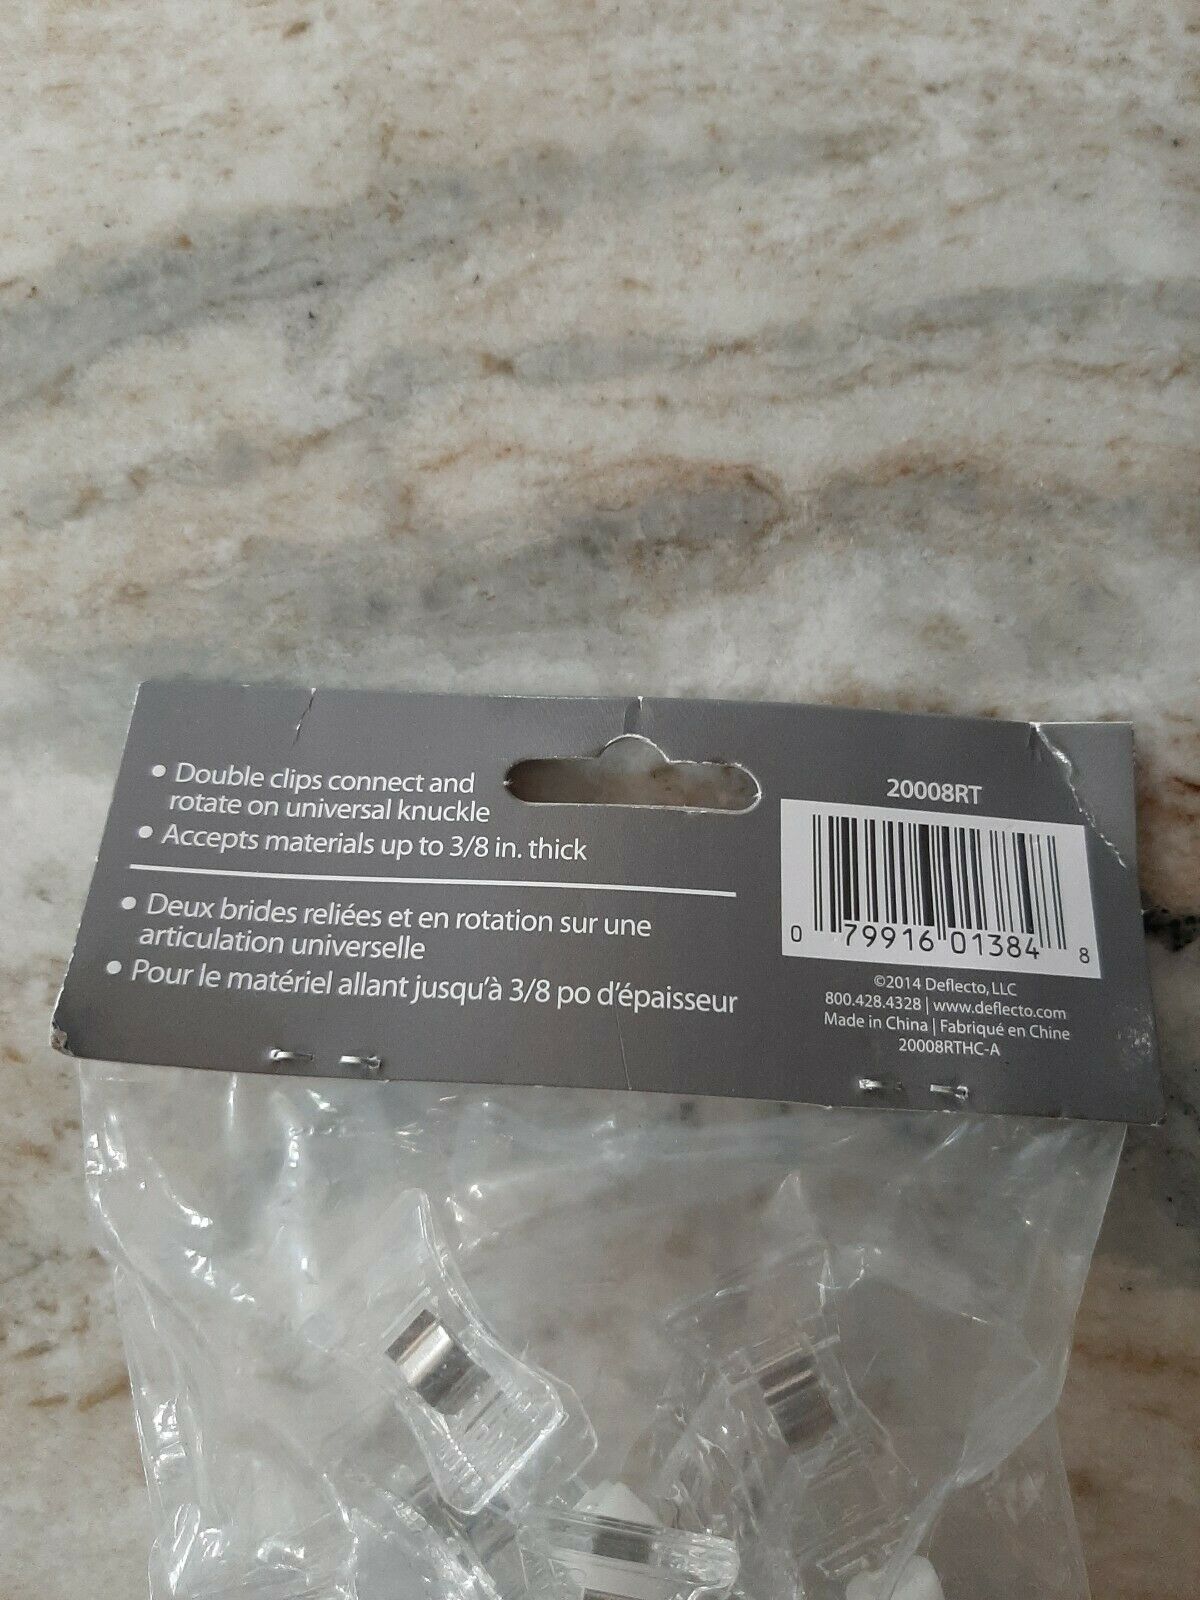 • Double clips connect and
rotate on universal knuckle
• Accepts materials up to 3/8 in. thick
• Deux brides reliées et en rotation sur une
articulation universelle
• Pour le matériel allant jusqu'à 3/8 po d'épaisseur
20008RT
0 79916 01384 8
©2014 Deflecto, LLC
800.428.4328 | www.deflecto.com
Made in China | Fabriqué en Chine
20008RTHC-A